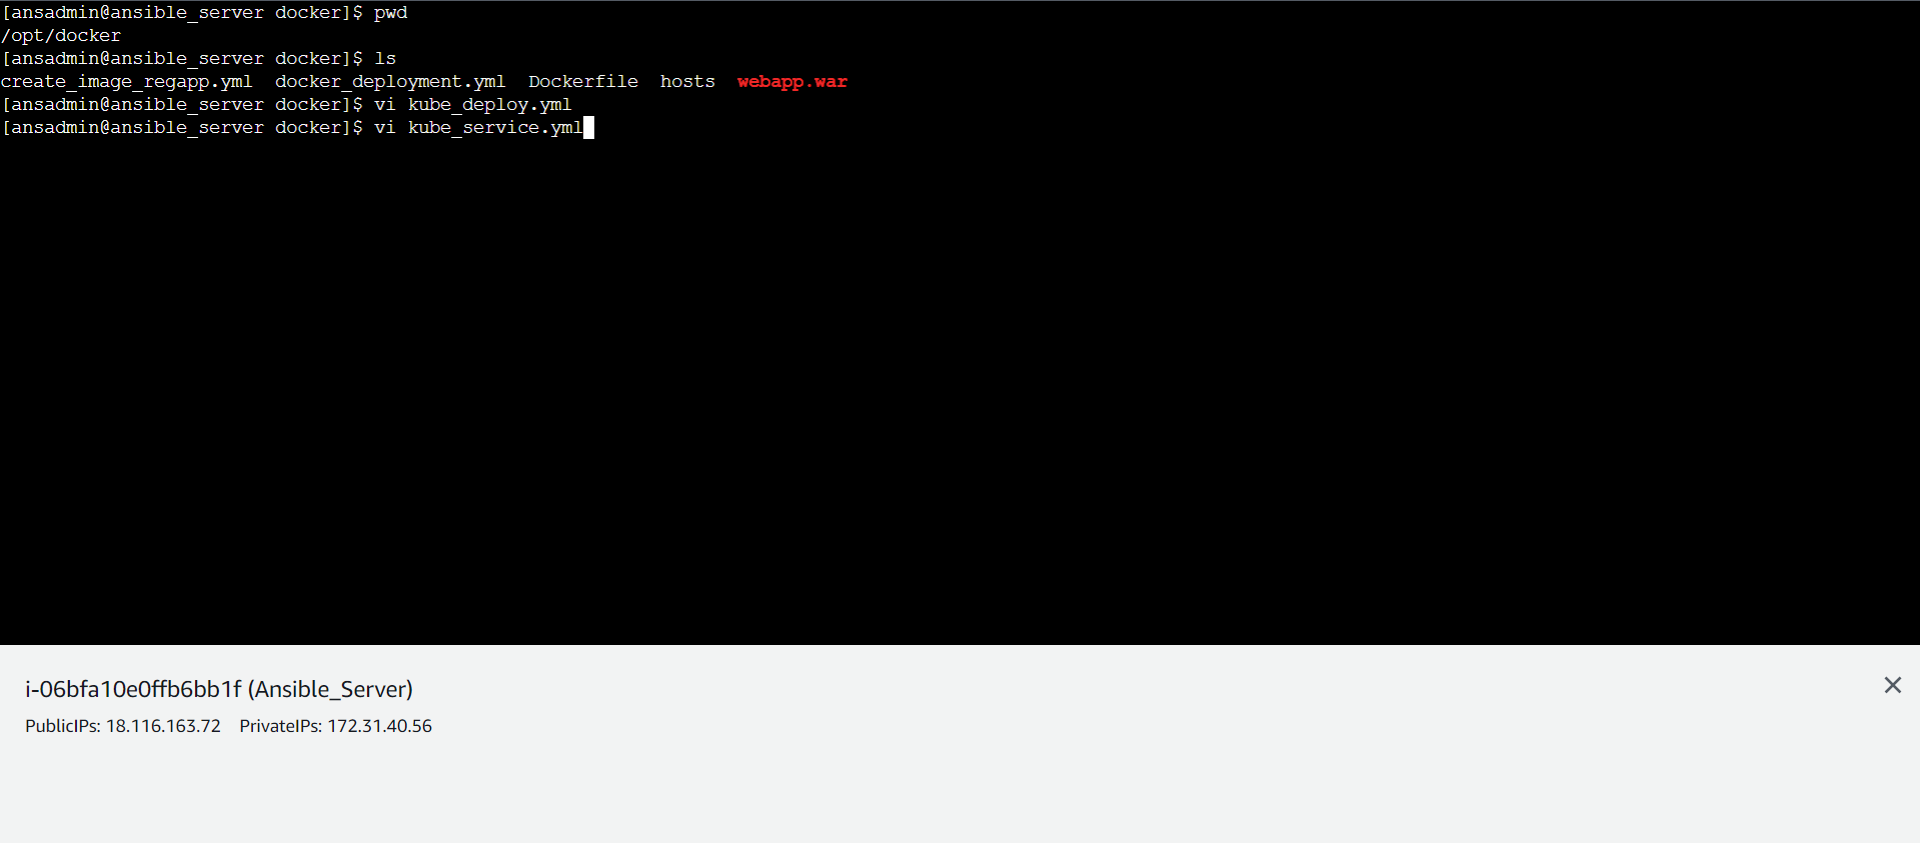 [ansadmin@ansible_server docker]$ pwd
/opt/docker
[ansadmin@ansible_server docker]$ ls
create_image_regapp.yml  docker_deployment.yml  Dockerfile  hosts  webapp.war
[ansadmin@ansible_server docker]$ vi kube_deploy.yml
[ansadmin@ansible_server docker]$ vi kube_service.yml
i-06bfa10e0ffb6bb1f (Ansible_Server)
PublicIPs: 18.116.163.72    PrivateIPs: 172.31.40.56